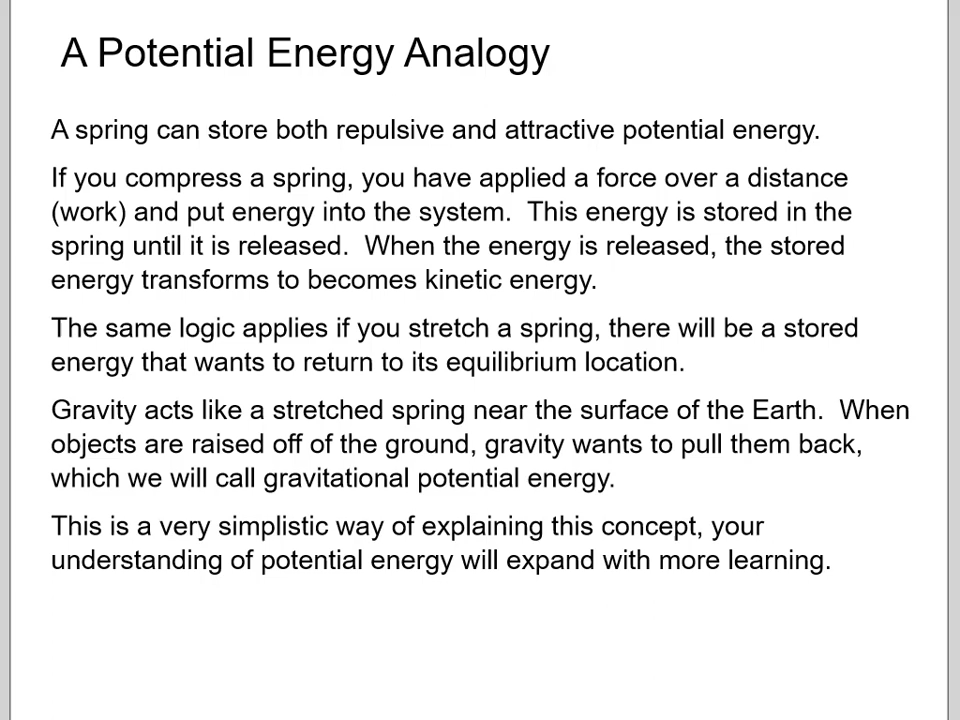 A Potential Energy Analogy
A spring can store both repulsive and attractive potential energy.
If you compress a spring, you have applied a force over a distance
(work) and put energy into the system.  This energy is stored in the
spring until it is released.  When the energy is released, the stored
energy transforms to becomes kinetic energy.
The same logic applies if you stretch a spring, there will be a stored
energy that wants to return to its equilibrium location.
Gravity acts like a stretched spring near the surface of the Earth.  When
objects are raised off of the ground, gravity wants to pull them back,
which we will call gravitational potential energy.
This is a very simplistic way of explaining this concept, your
understanding of potential energy will expand with more learning.